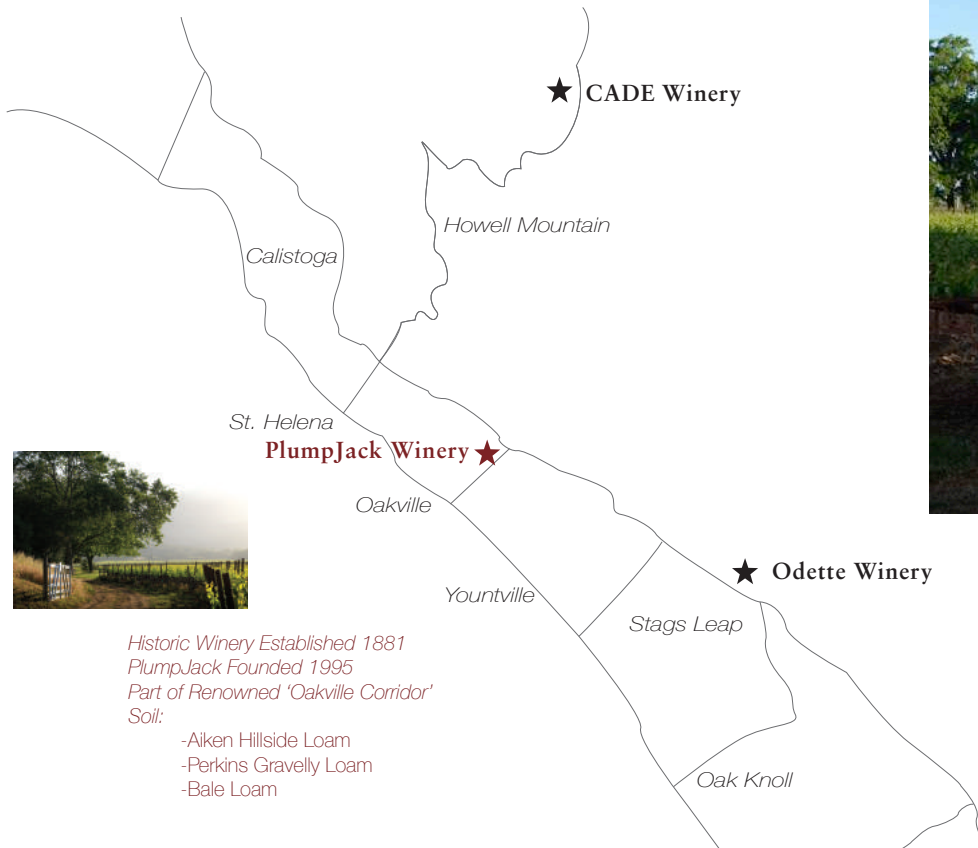 CADE Winery
Howell Mountain
Calistoga
St. Helena
PlumpJack Winery
Oakville
Odette Winery
Yountville
Stags Leap
Historic Winery Established 1881
PlumpJack Founded 1995
Part of Renowned ‘Oakville Corridor’
Soil:
-Aiken Hillside Loam
-Perkins Gravelly Loam
-Bale Loam
Oak Knoll